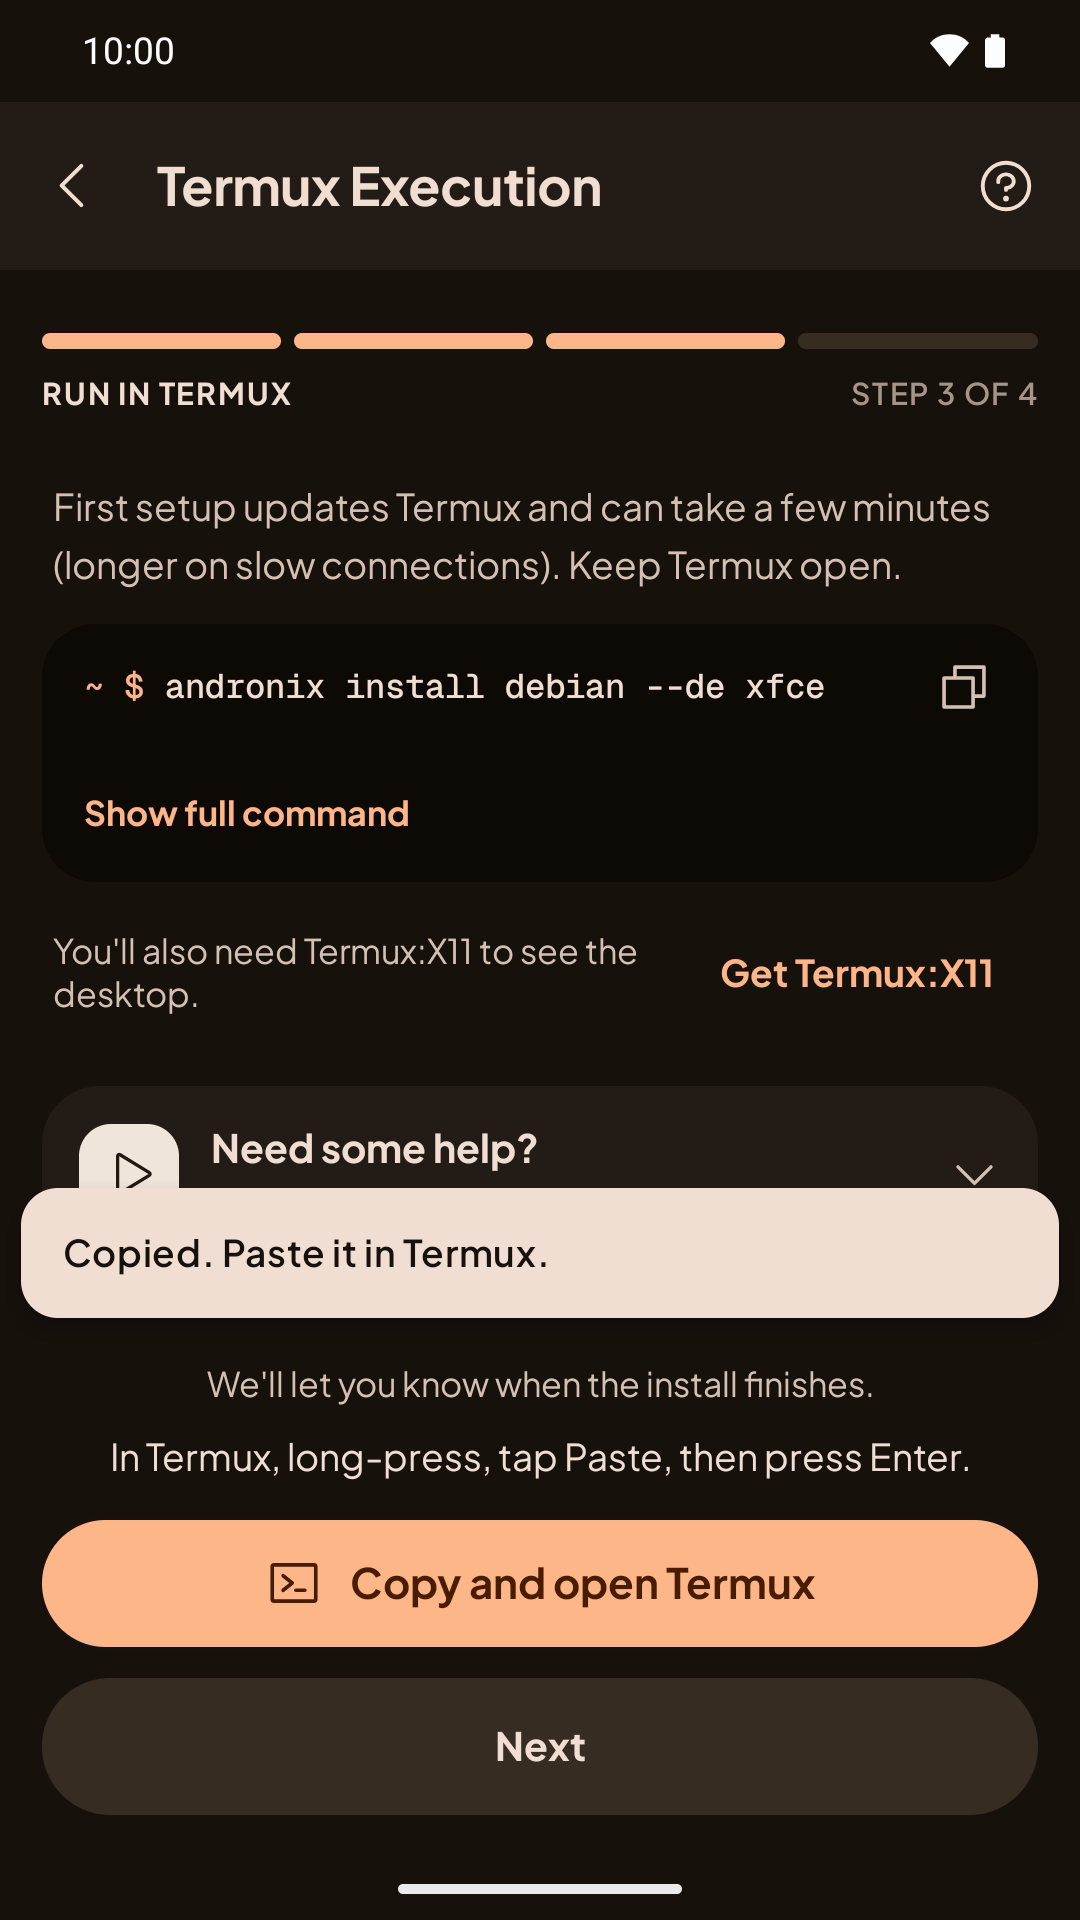 10:00
Termux Execution
RUN IN TERMUX
STEP 3 OF 4
First setup updates Termux and can take a few minutes
(longer on slow connections). Keep Termux open.
~ $ andronix install debian --de xfce
Show full command
You'll also need Termux:X11 to see the
desktop.
Get Termux:X11
Need some help?
Copied. Paste it in Termux.
We'll let you know when the install finishes.
In Termux, long-press, tap Paste, then press Enter.
Copy and open Termux
Next